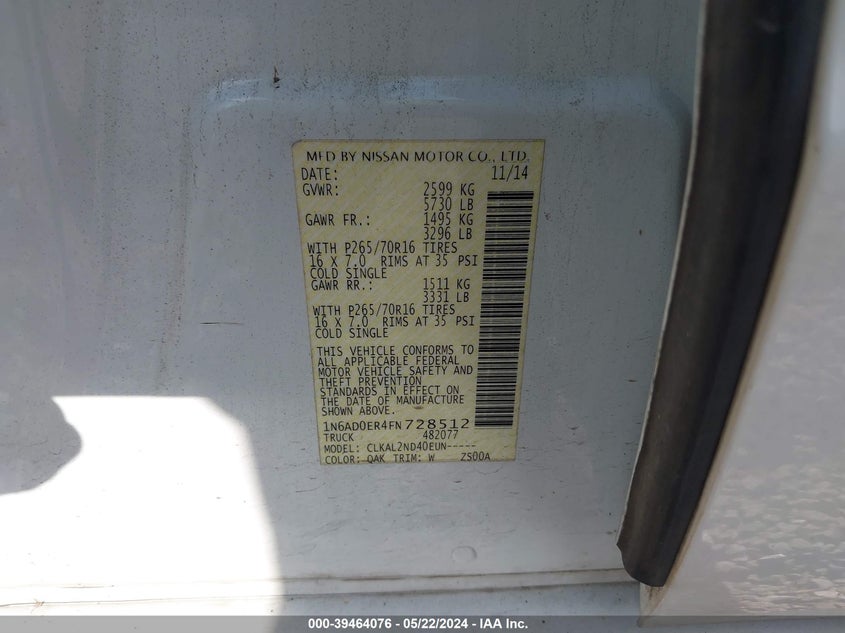 MFD BY NISSAN MOTOR CO., LTD.
DATE: 11/14
GVWR: 2599 KG
5730 LB
GAWR FR.: 1495 KG
3296 LB
WITH P265/70R16 TIRES
16 X 7.0 RIMS AT 35 PSI
COLD SINGLE
GAWR RR.: 1511 KG
3331 LB
WITH P265/70R16 TIRES
16 X 7.0 RIMS AT 35 PSI
COLD SINGLE
THIS VEHICLE CONFORMS TO
ALL APPLICABLE FEDERAL
MOTOR VEHICLE SAFETY AND
THEFT PREVENTION
STANDARDS IN EFFECT ON
THE DATE OF MANUFACTURE
SHOWN ABOVE.
1N6AD0ER4FN728512
TRUCK 482077
MODEL: CLKAL2ND40EUN-----
COLOR: QAK TRIM: W ZS00A
000-39464076 - 05/22/2024 - IAA Inc.